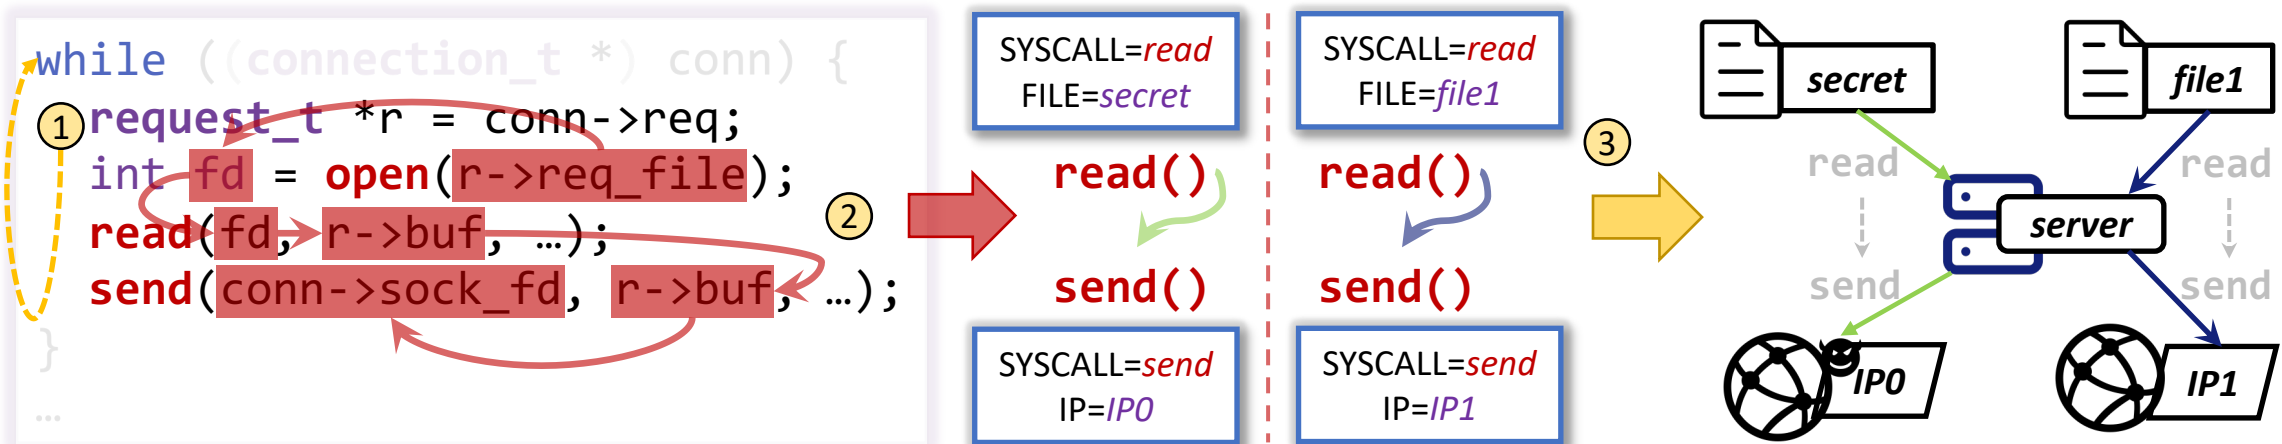 while ((connection_t *) conn) {
1
request_t *r = conn->req;
int fd = open(r->req_file);
read(fd, r->buf, …);
2
send(conn->sock_fd, r->buf, …);
}
…
SYSCALL=read
FILE=secret
read()
send()
SYSCALL=send
IP=IP0
SYSCALL=read
FILE=file1
read()
send()
SYSCALL=send
IP=IP1
3
secret
file1
read
read
server
send
send
IP0
IP1